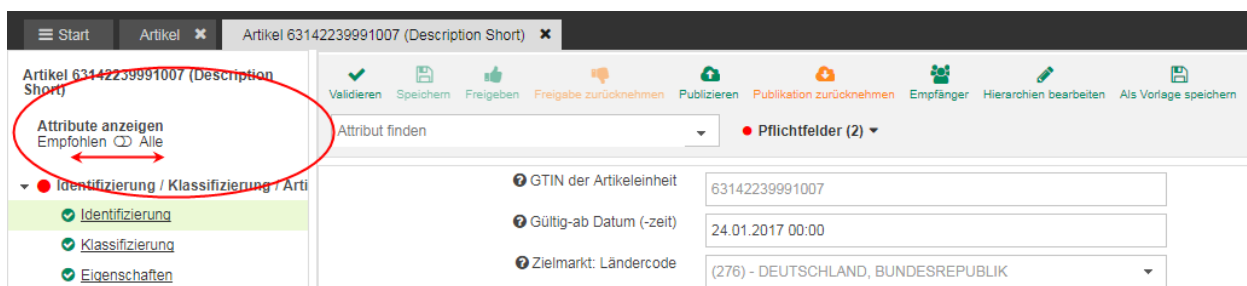 Start
Artikel
Artikel 63142239991007 (Description Short)
Artikel 63142239991007 (Description
Short)
Validieren
Speichern
Freigeben
Freigabe zurücknehmen
Publizieren
Publikation zurücknehmen
Empfänger
Hierarchien bearbeiten
Als Vorlage speichern
Attribute anzeigen
Empfohlen Alle
Attribut finden
Pflichtfelder (2)
Identifizierung / Klassifizierung / Arti
Identifizierung
Klassifizierung
Eigenschaften
GTIN der Artikeleinheit
63142239991007
Gültig-ab Datum (-zeit)
24.01.2017 00:00
Zielmarkt: Ländercode
(276) - DEUTSCHLAND, BUNDESREPUBLIK